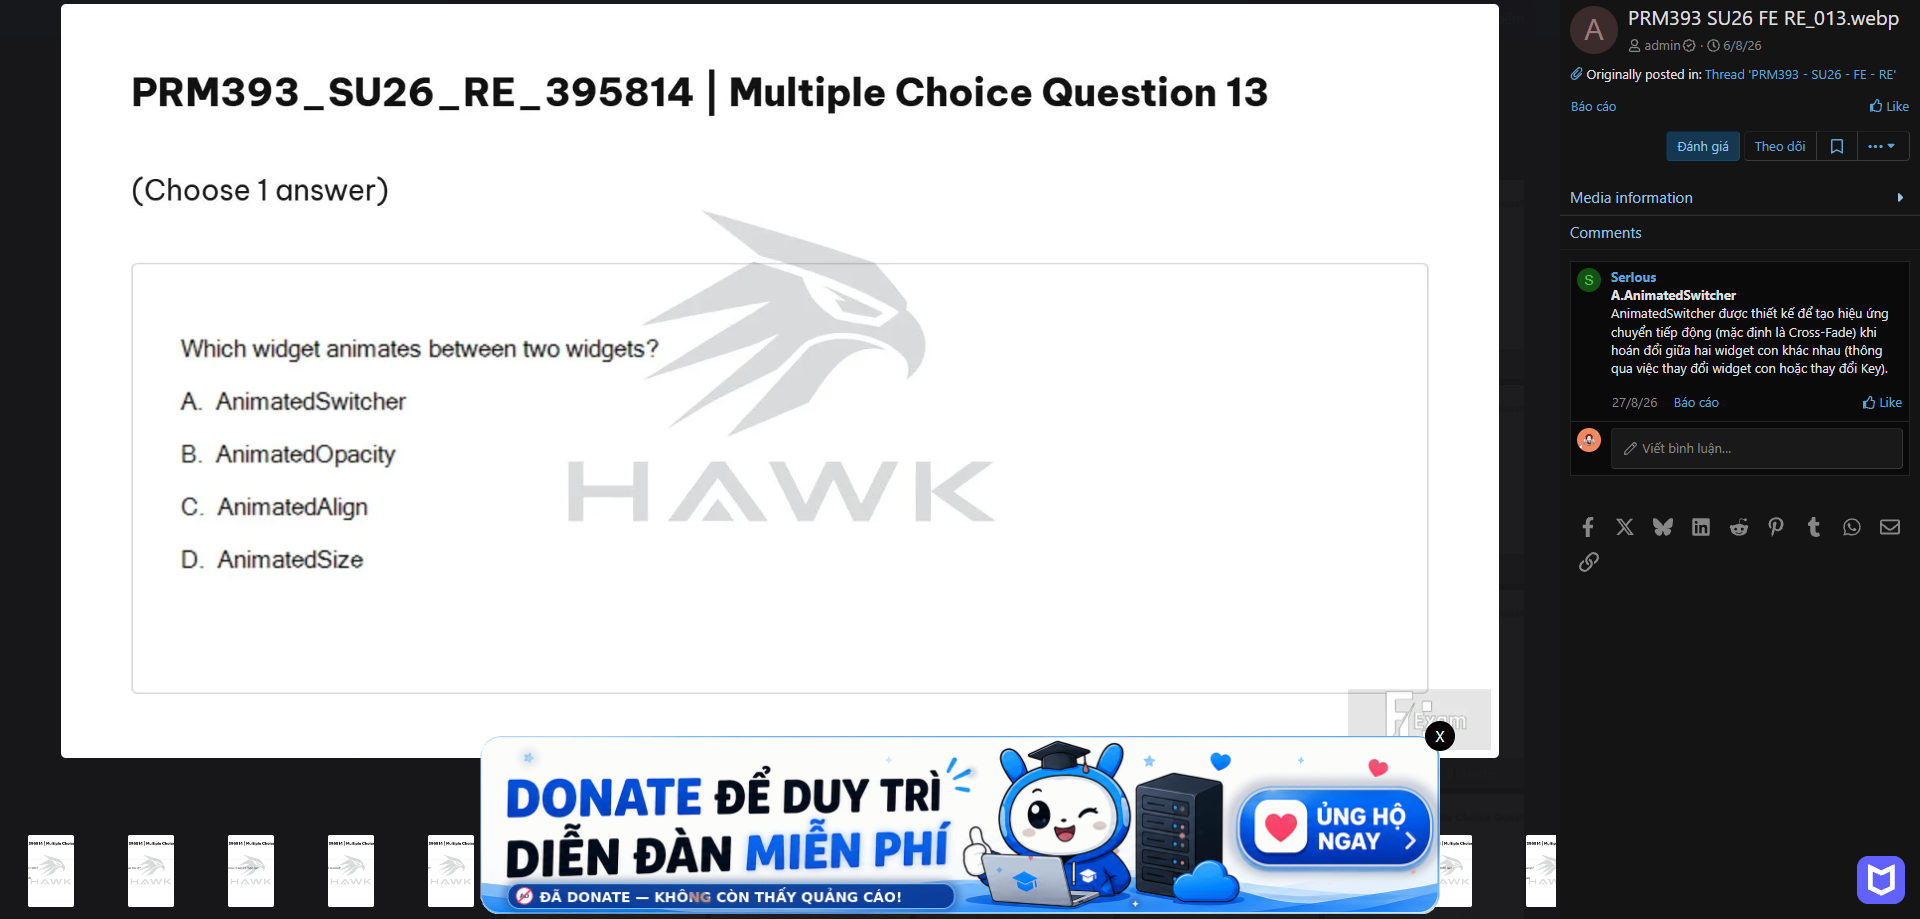 PRM393_SU26_RE_395814 | Multiple Choice Question 13
(Choose 1 answer)
Which widget animates between two widgets?
A. AnimatedSwitcher
B. AnimatedOpacity
C. AnimatedAlign
D. AnimatedSize
HAWK
Exam
X
DONATE ĐỂ DUY TRÌ
DIỄN ĐÀN MIỄN PHÍ
ĐÃ DONATE — KHÔNG CÒN THẤY QUẢNG CÁO!
ỦNG HỘ
NGAY
A
PRM393 SU26 FE RE_013.webp
admin · 6/8/26
Originally posted in: Thread 'PRM393 - SU26 - FE - RE'
Báo cáo
Like
Đánh giá
Theo dõi
Media information
Comments
S
Serlous
A.AnimatedSwitcher
AnimatedSwitcher được thiết kế để tạo hiệu ứng
chuyển tiếp động (mặc định là Cross-Fade) khi
hoán đổi giữa hai widget con khác nhau (thông
qua việc thay đổi widget con hoặc thay đổi Key).
27/8/26 Báo cáo
Like
Viết bình luận...